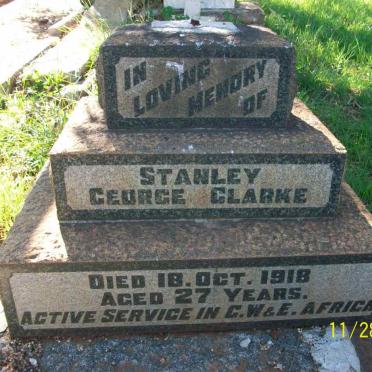 IN
LOVING MEMORY
OF
STANLEY
GEORGE CLARKE
DIED 18. OCT. 1918
AGED 27 YEARS.
ACTIVE SERVICE IN G.W.& E. AFRICA
11/28